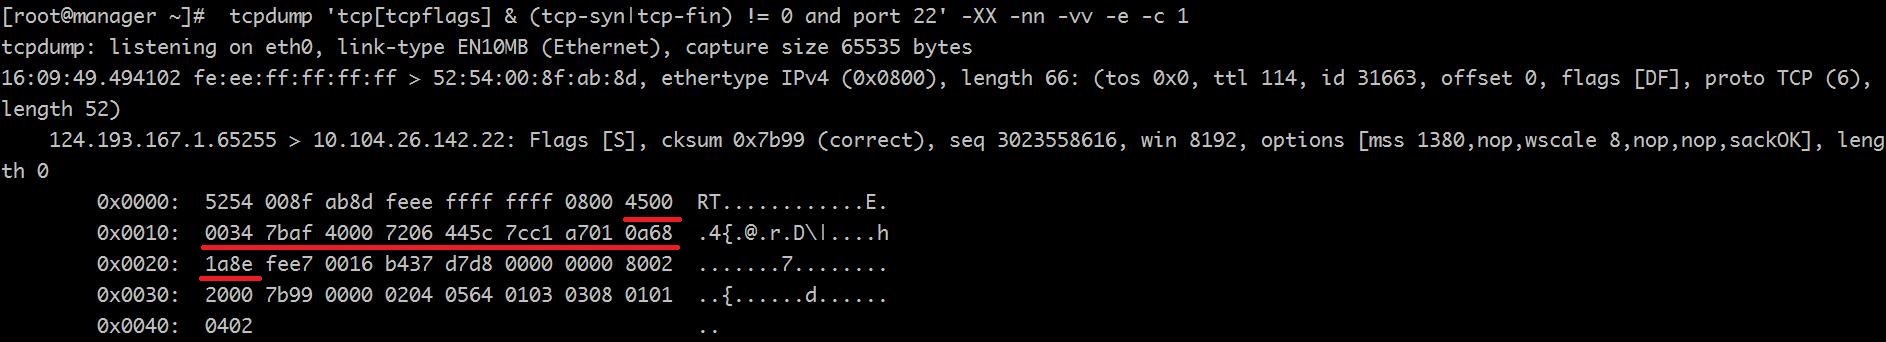 [root@manager ~]#  tcpdump 'tcp[tcpflags] & (tcp-syn|tcp-fin) != 0 and port 22' -XX -nn -vv -e -c 1
tcpdump: listening on eth0, link-type EN10MB (Ethernet), capture size 65535 bytes
16:09:49.494102 fe:ee:ff:ff:ff:ff > 52:54:00:8f:ab:8d, ethertype IPv4 (0x0800), length 66: (tos 0x0, ttl 114, id 31663, offset 0, flags [DF], proto TCP (6),
length 52)
    124.193.167.1.65255 > 10.104.26.142.22: Flags [S], cksum 0x7b99 (correct), seq 3023558616, win 8192, options [mss 1380,nop,wscale 8,nop,nop,sackOK], leng
th 0
        0x0000:  5254 008f ab8d feee ffff ffff 0800 4500  RT............E.
        0x0010:  0034 7baf 4000 7206 445c 7cc1 a701 0a68  .4{.@.r.D\|....h
        0x0020:  1a8e fee7 0016 b437 d7d8 0000 0000 8002  .......7........
        0x0030:  2000 7b99 0000 0204 0564 0103 0308 0101  ..{......d......
        0x0040:  0402                                     ..